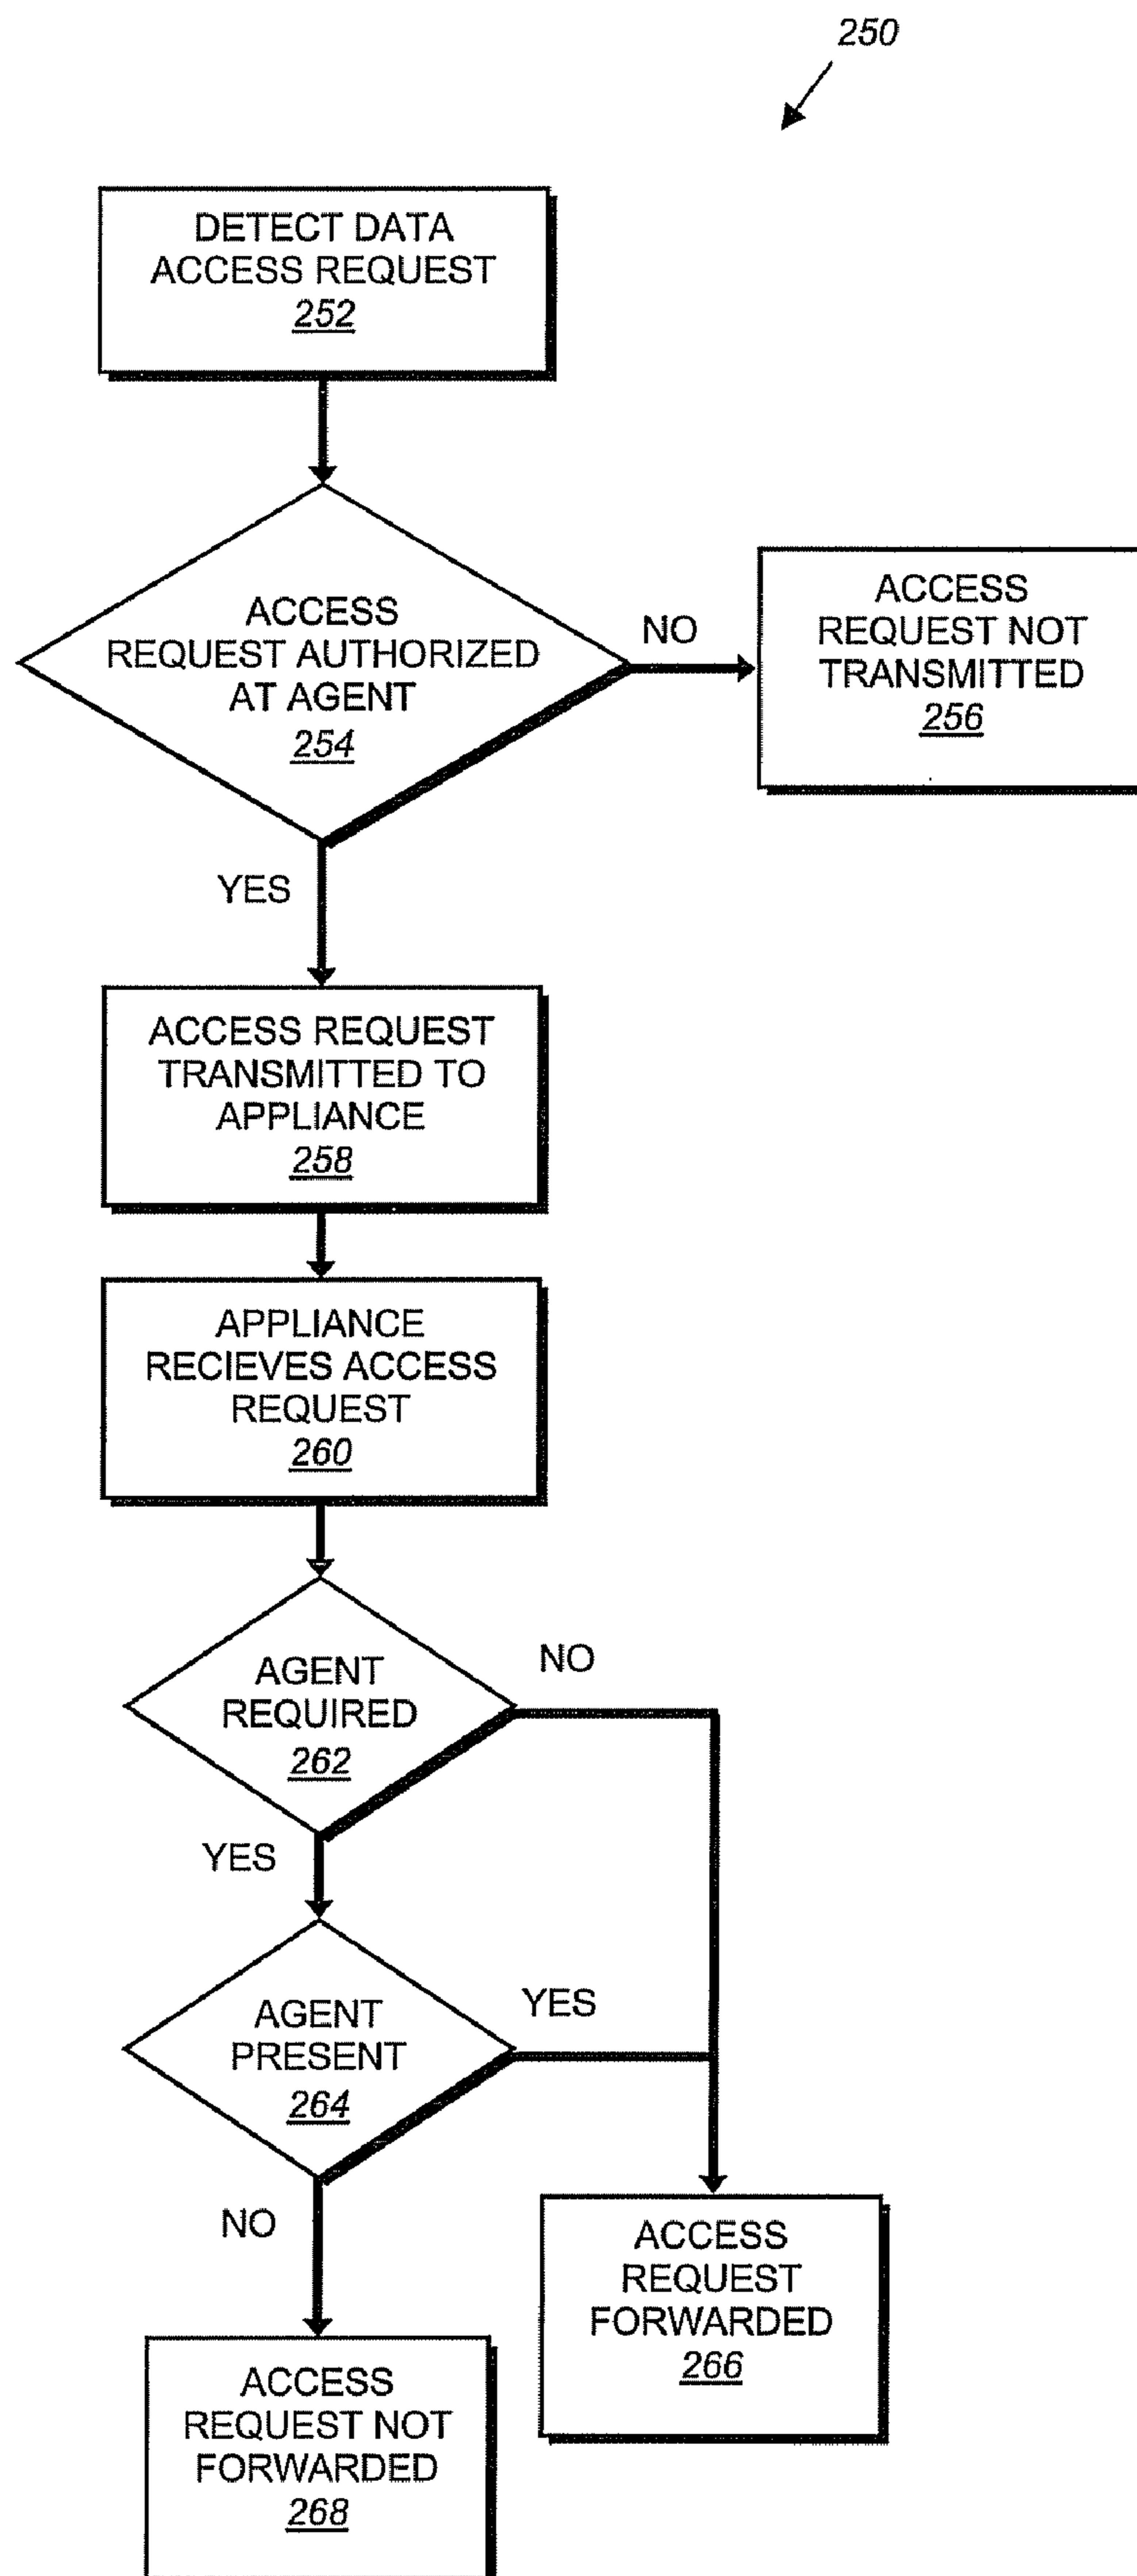 250
DETECT DATA
ACCESS REQUEST
252
ACCESS
REQUEST AUTHORIZED
AT AGENT
254
NO
ACCESS
REQUEST NOT
TRANSMITTED
256
YES
ACCESS REQUEST
TRANSMITTED TO
APPLIANCE
258
APPLIANCE
RECIEVES ACCESS
REQUEST
260
AGENT
REQUIRED
262
NO
YES
AGENT
PRESENT
264
YES
NO
ACCESS
REQUEST
FORWARDED
266
ACCESS
REQUEST NOT
FORWARDED
268